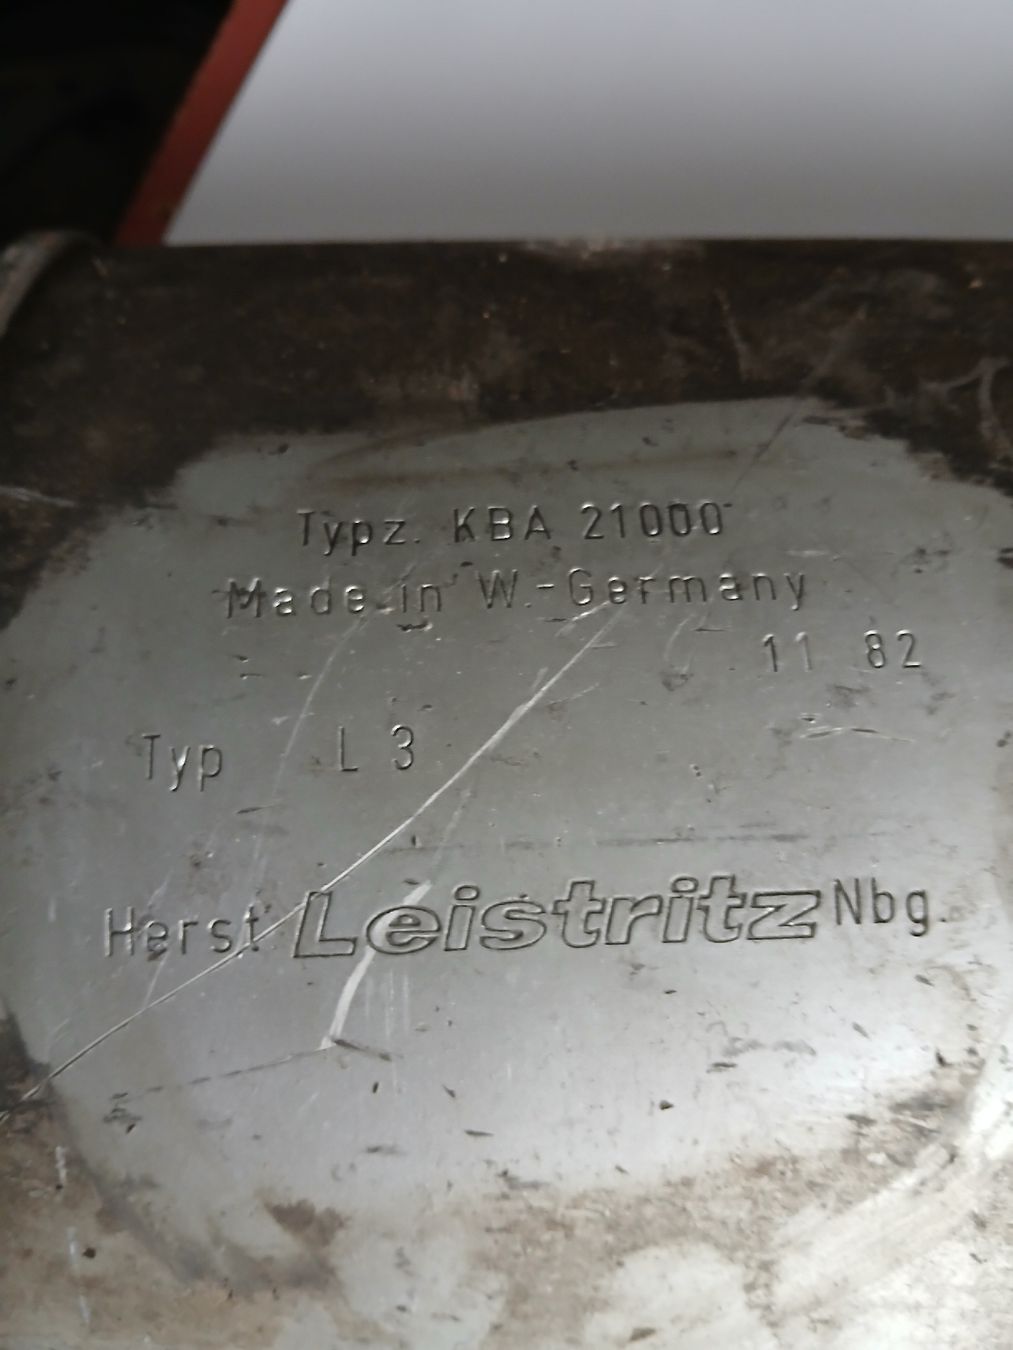 Typz. KBA 21000
Made in W.-Germany
11 82
Typ L 3
Herst Leistritz Nbg.